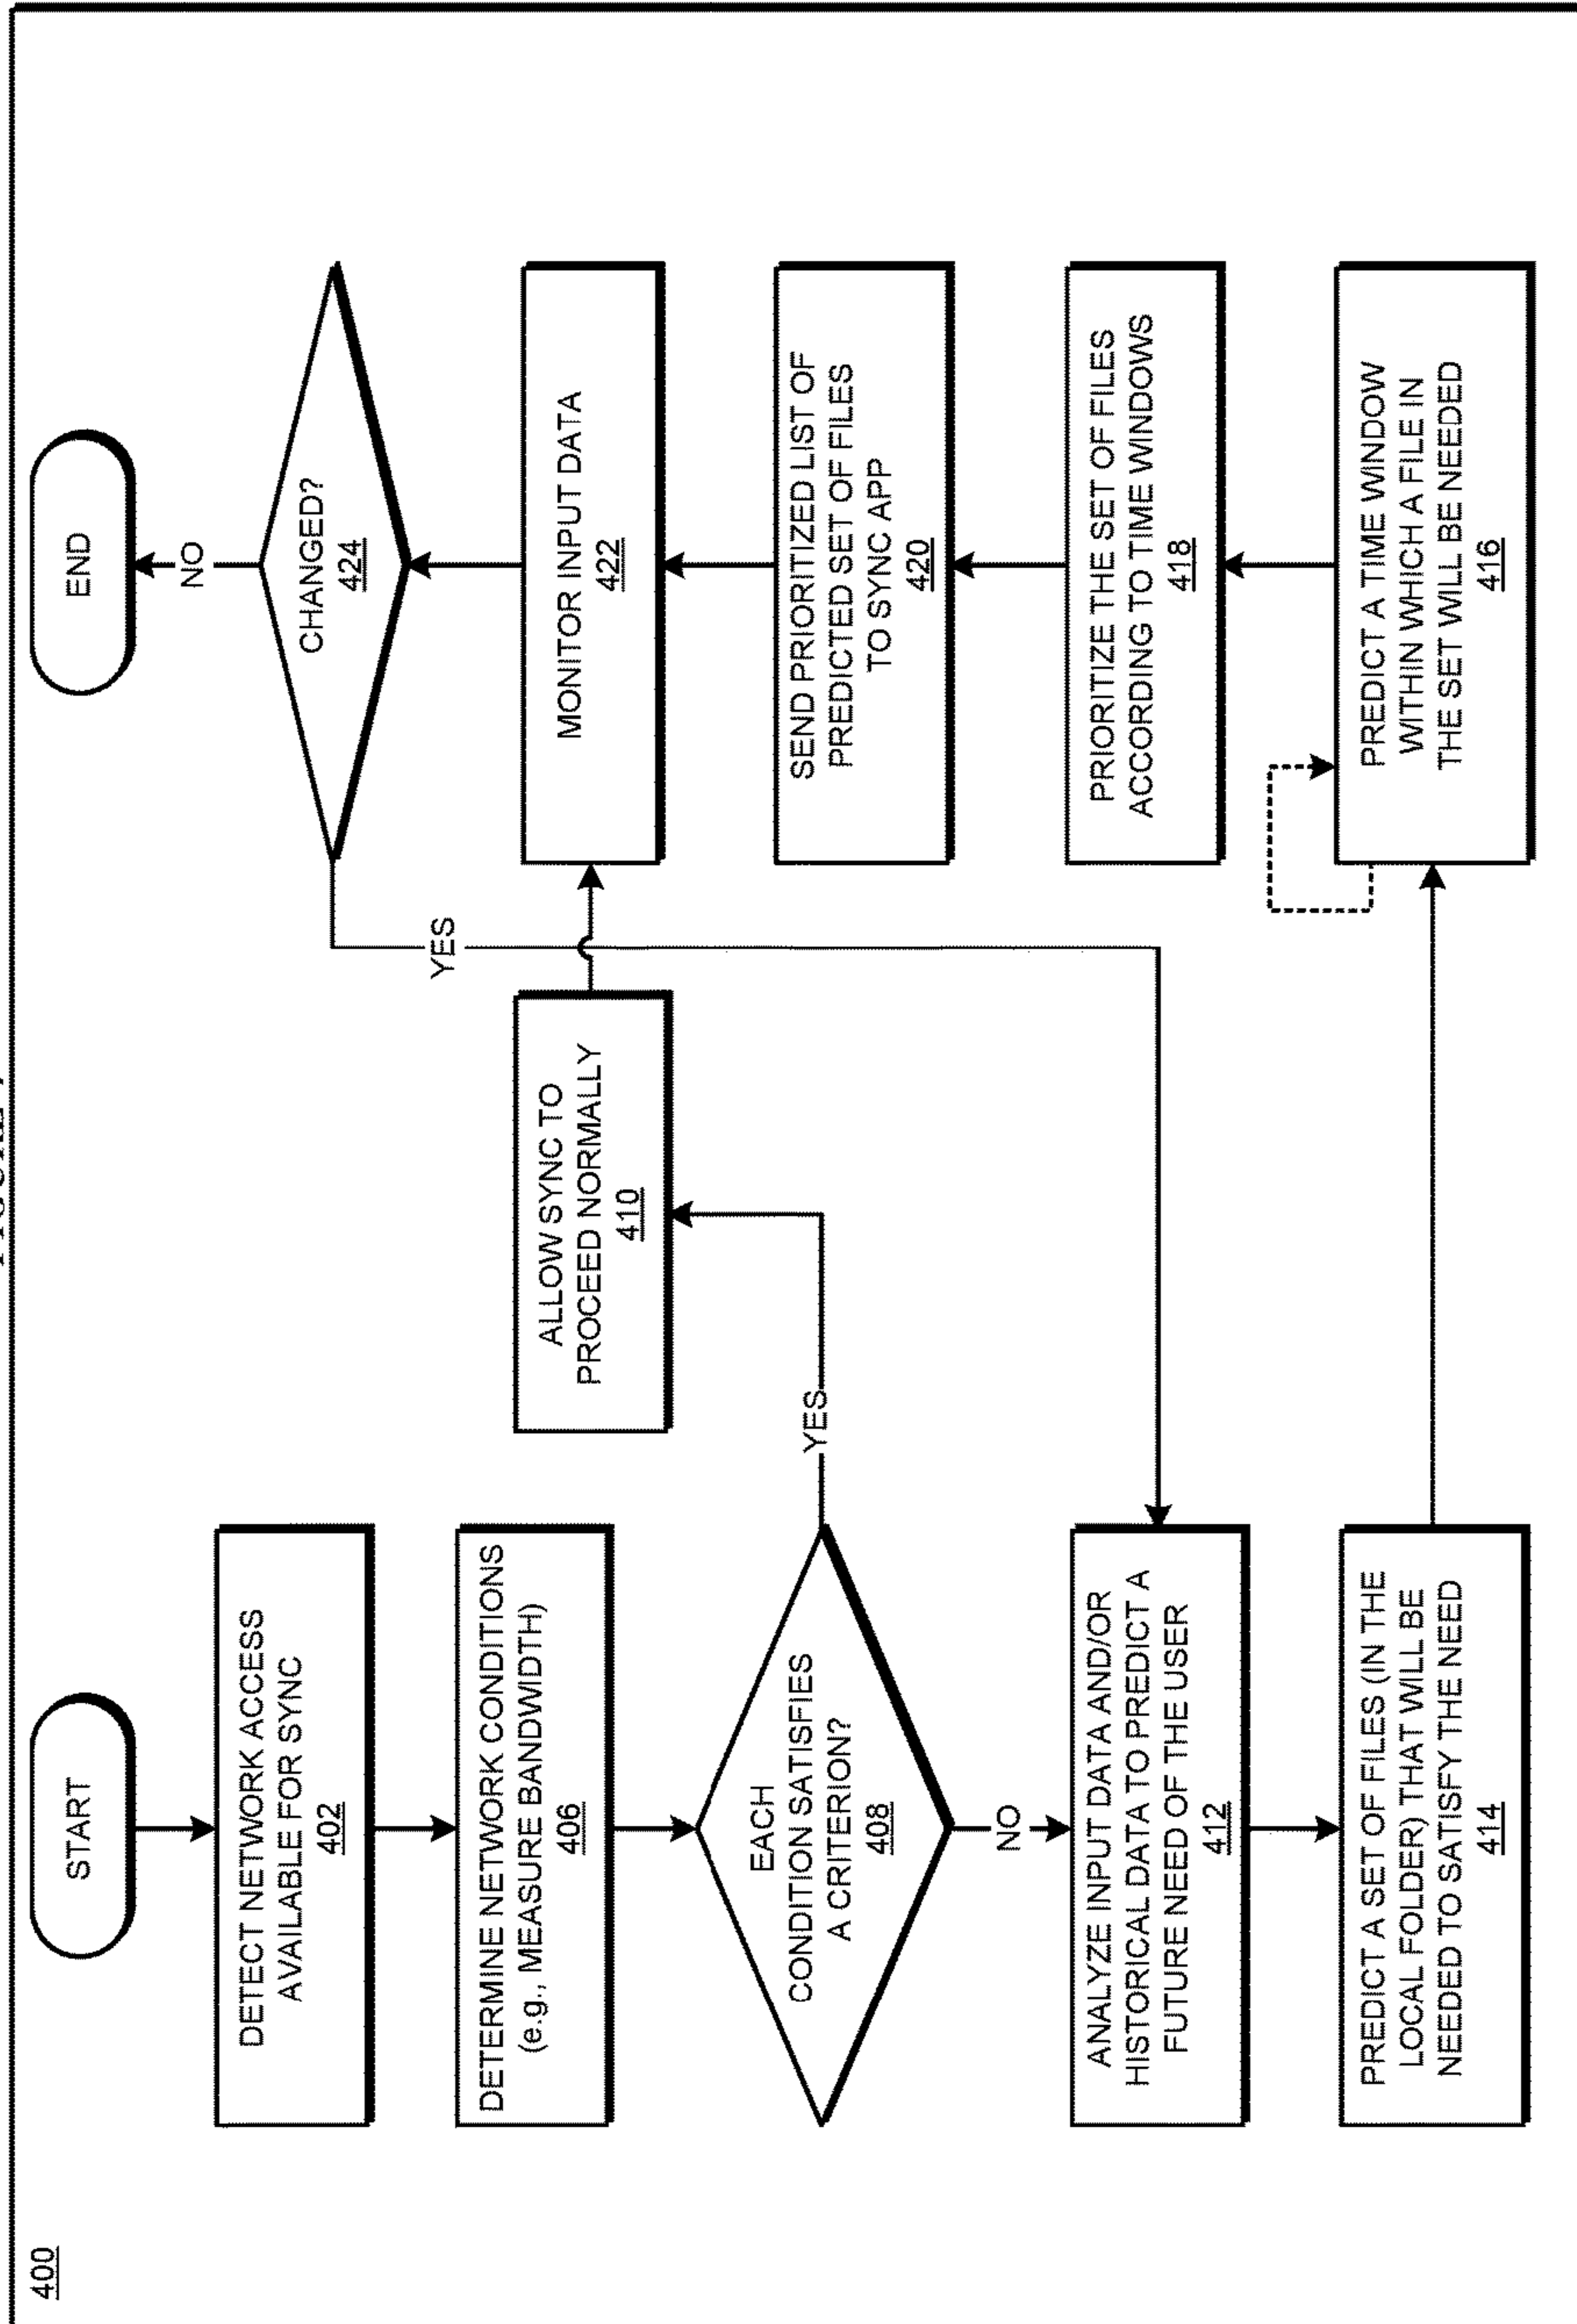 400
START
DETECT NETWORK ACCESS
AVAILABLE FOR SYNC
402
DETERMINE NETWORK CONDITIONS
(e.g., MEASURE BANDWIDTH)
406
EACH
CONDITION SATISFIES
A CRITERION?
408
YES
NO
ALLOW SYNC TO
PROCEED NORMALLY
410
ANALYZE INPUT DATA AND/OR
HISTORICAL DATA TO PREDICT A
FUTURE NEED OF THE USER
412
PREDICT A SET OF FILES (IN THE
LOCAL FOLDER) THAT WILL BE
NEEDED TO SATISFY THE NEED
414
PREDICT A TIME WINDOW
WITHIN WHICH A FILE IN
THE SET WILL BE NEEDED
416
PRIORITIZE THE SET OF FILES
ACCORDING TO TIME WINDOWS
418
SEND PRIORITIZED LIST OF
PREDICTED SET OF FILES
TO SYNC APP
420
MONITOR INPUT DATA
422
CHANGED?
424
YES
NO
END